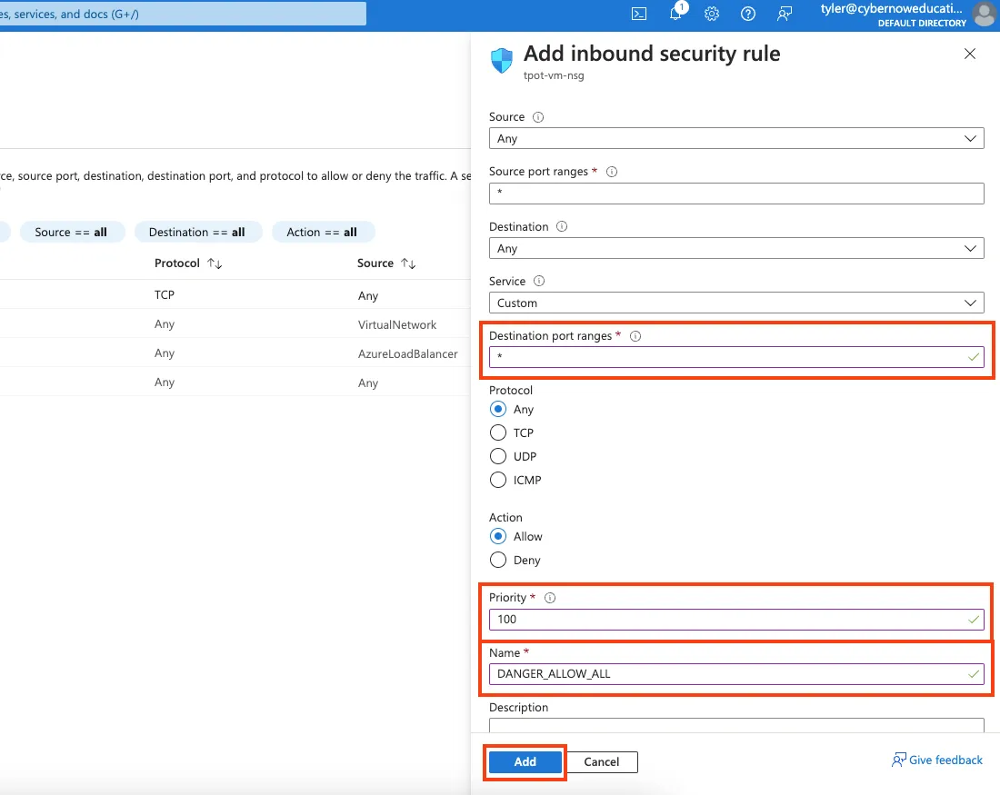 es, services, and docs (G+/)
1
tyler@cybernoweducati...
DEFAULT DIRECTORY
Add inbound security rule
tpot-vm-nsg
Source
Any
Source port ranges *
*
Destination
Any
Service
Custom
Destination port ranges *
*
Protocol
Any
TCP
UDP
ICMP
Action
Allow
Deny
Priority *
100
Name *
DANGER_ALLOW_ALL
Description
Add
Cancel
Give feedback
ce, source port, destination, destination port, and protocol to allow or deny the traffic. A se
Source == all
Destination == all
Action == all
Protocol Source
TCP Any
Any VirtualNetwork
Any AzureLoadBalancer
Any Any